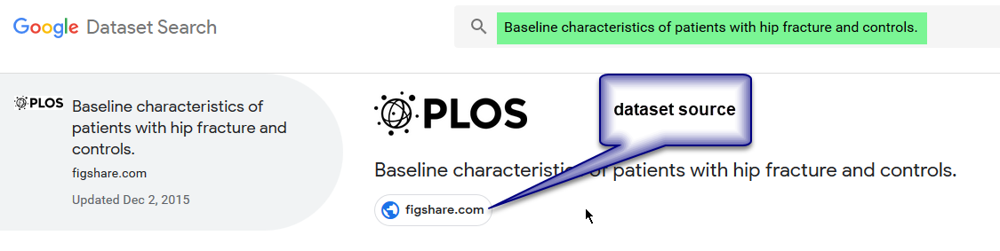 Google Dataset Search
Baseline characteristics of patients with hip fracture and controls.
PLOS
Baseline characteristics of
patients with hip fracture and
controls.
figshare.com
Updated Dec 2, 2015
PLOS
dataset source
Baseline characteristics of patients with hip fracture and controls.
figshare.com